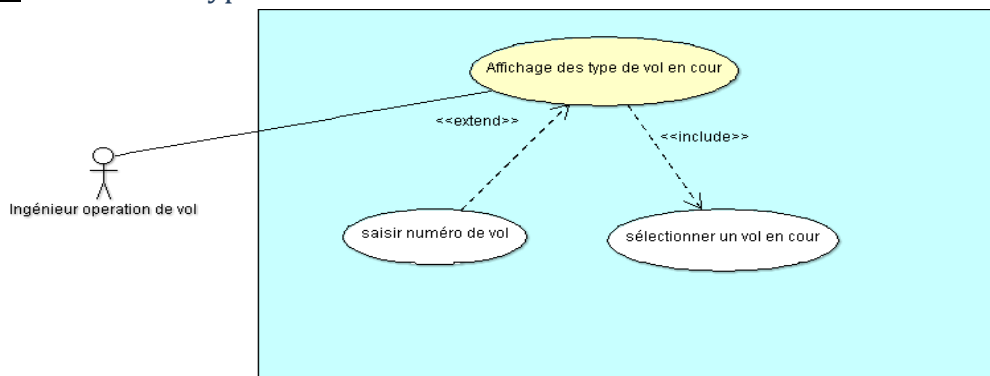 Affichage des type de vol en cour
<<extend>>
<<include>>
Ingénieur operation de vol
saisir numéro de vol
sélectionner un vol en cour